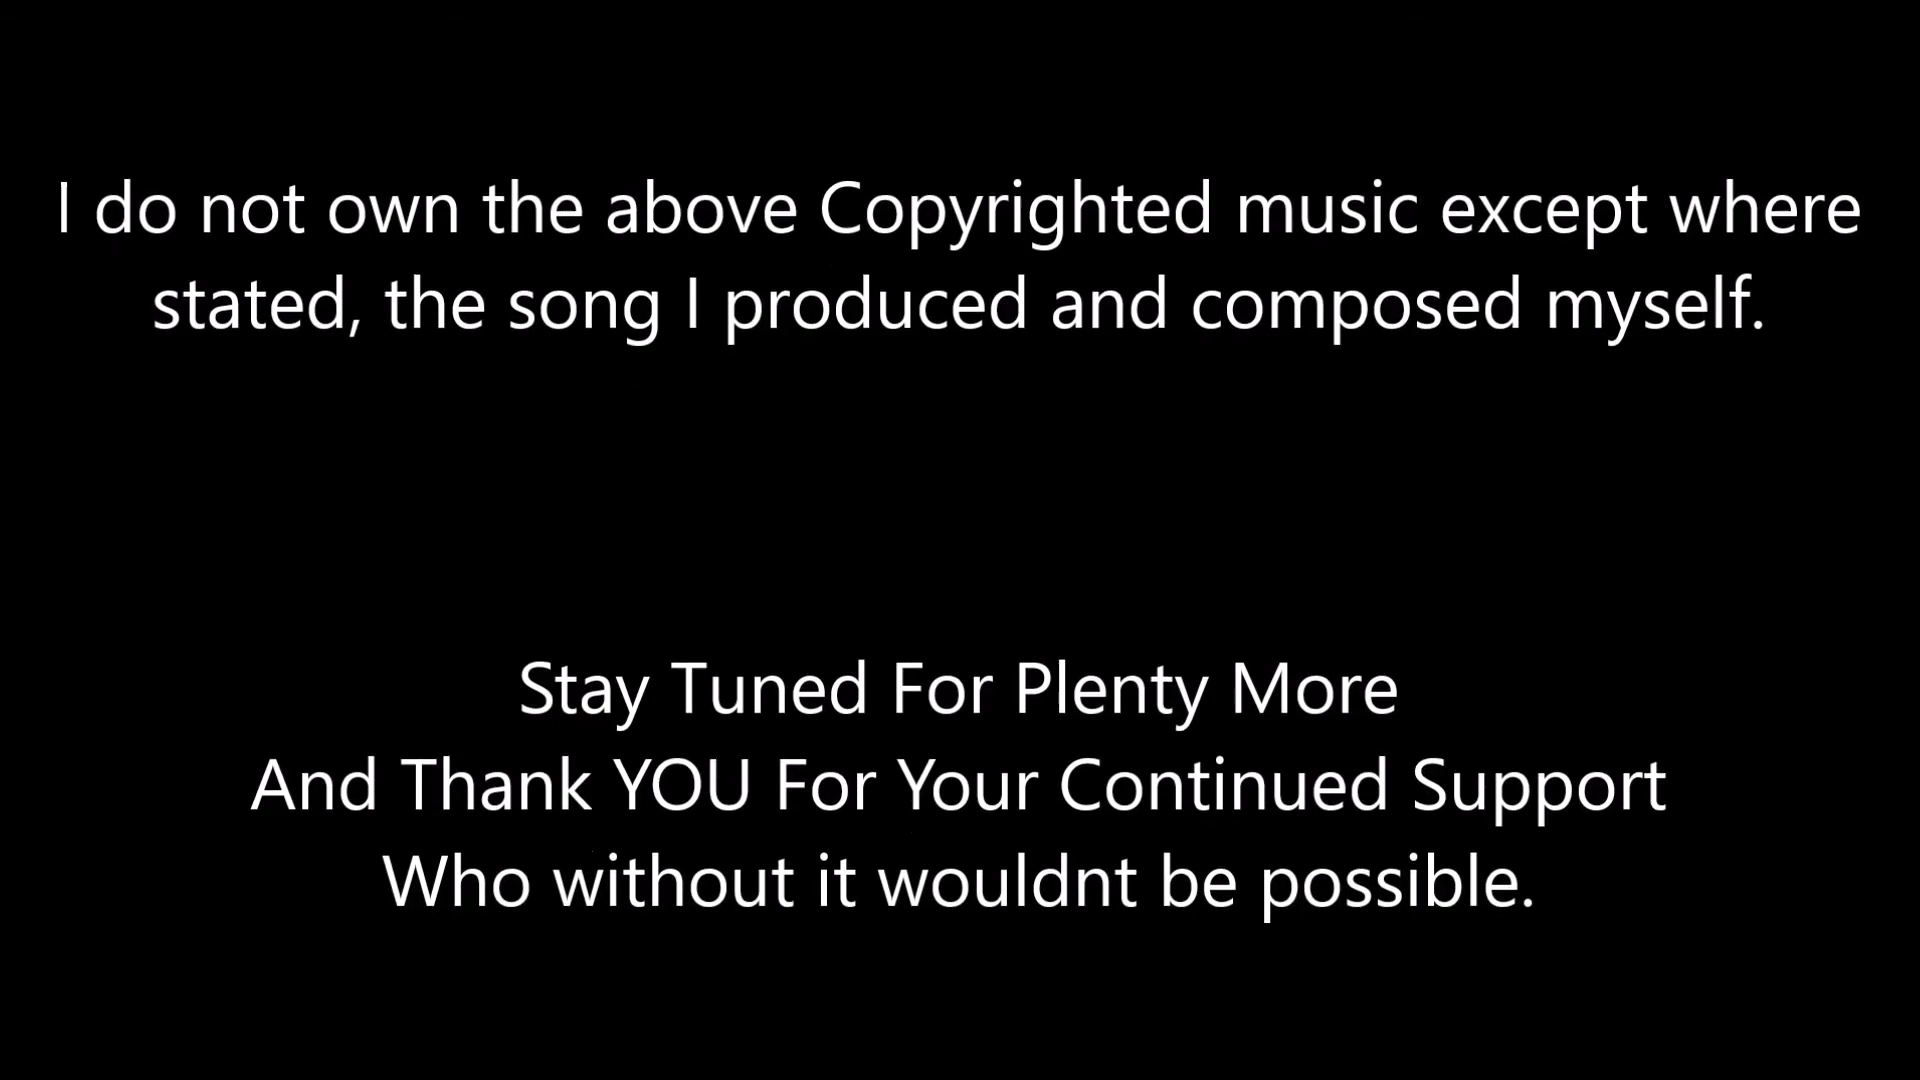 I do not own the above Copyrighted music except where
stated, the song I produced and composed myself.
Stay Tuned For Plenty More
And Thank YOU For Your Continued Support
Who without it wouldnt be possible.